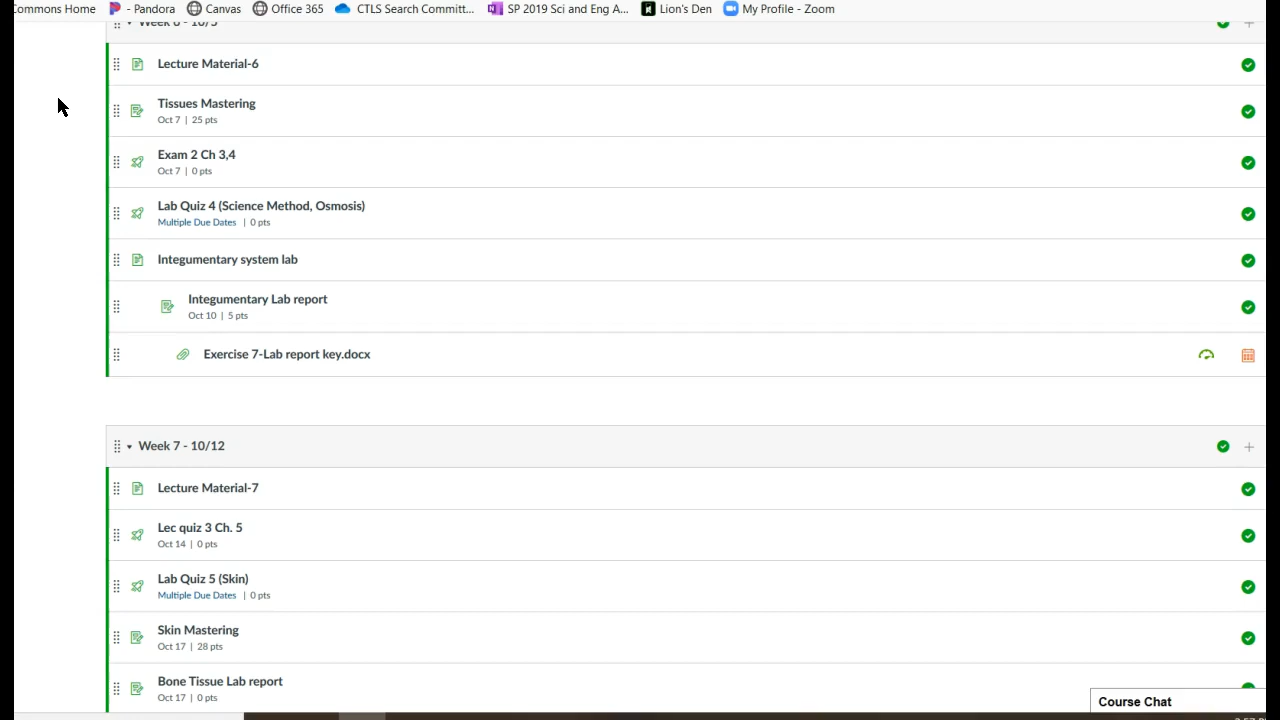 Commons Home
- Pandora
Canvas
Office 365
CTLS Search Committ...
SP 2019 Sci and Eng A...
Lion's Den
My Profile - Zoom
Lecture Material-6
Tissues Mastering
Oct 7 | 25 pts
Exam 2 Ch 3,4
Oct 7 | 0 pts
Lab Quiz 4 (Science Method, Osmosis)
Multiple Due Dates | 0 pts
Integumentary system lab
Integumentary Lab report
Oct 10 | 5 pts
Exercise 7-Lab report key.docx
Week 7 - 10/12
Lecture Material-7
Lec quiz 3 Ch. 5
Oct 14 | 0 pts
Lab Quiz 5 (Skin)
Multiple Due Dates | 0 pts
Skin Mastering
Oct 17 | 28 pts
Bone Tissue Lab report
Oct 17 | 0 pts
Course Chat